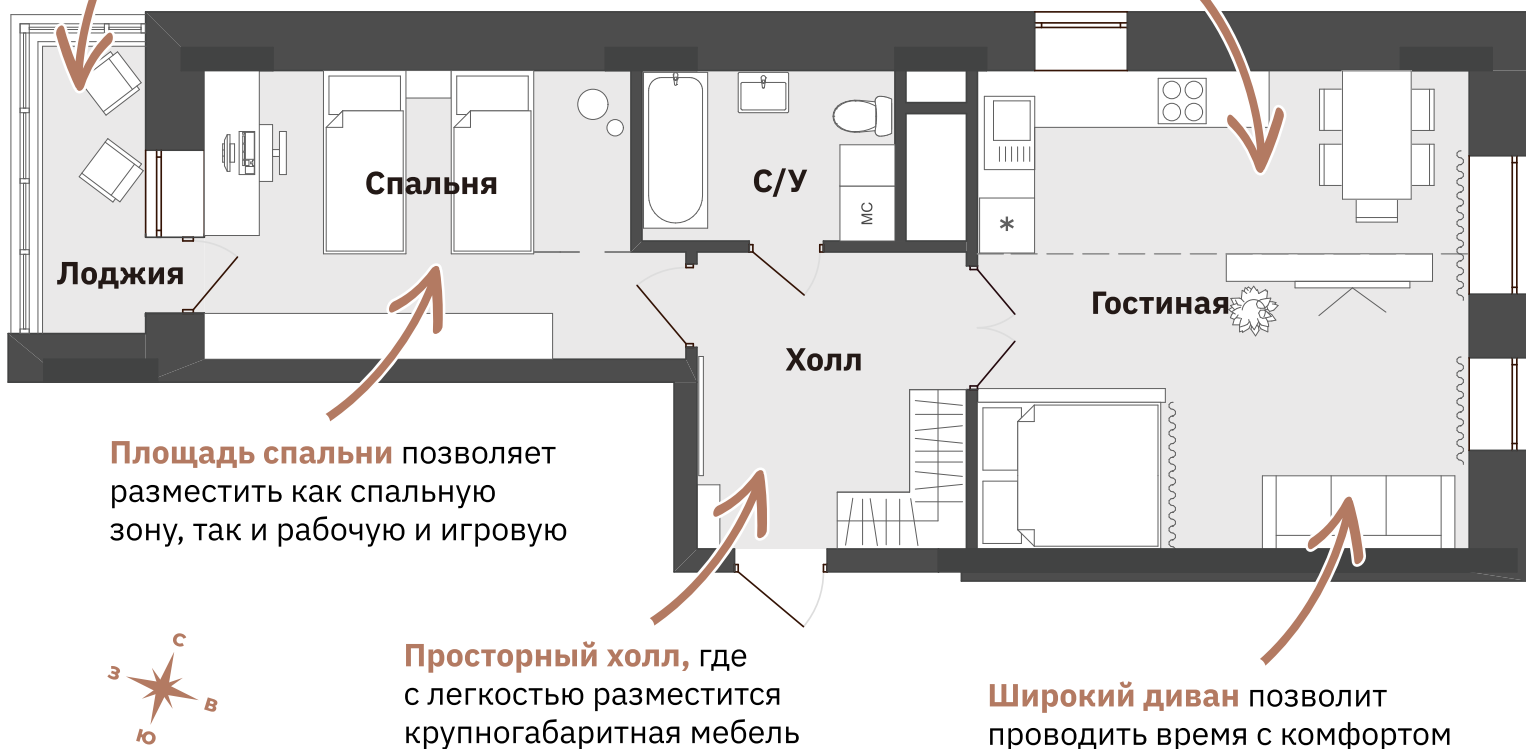 Спальня
С/У
МС
*
Лоджия
Гостиная
Холл
Площадь спальни позволяет
разместить как спальную
зону, так и рабочую и игровую
С
З
В
Ю
Просторный холл, где
с легкостью разместится
крупногабаритная мебель
Широкий диван позволит
проводить время с комфортом